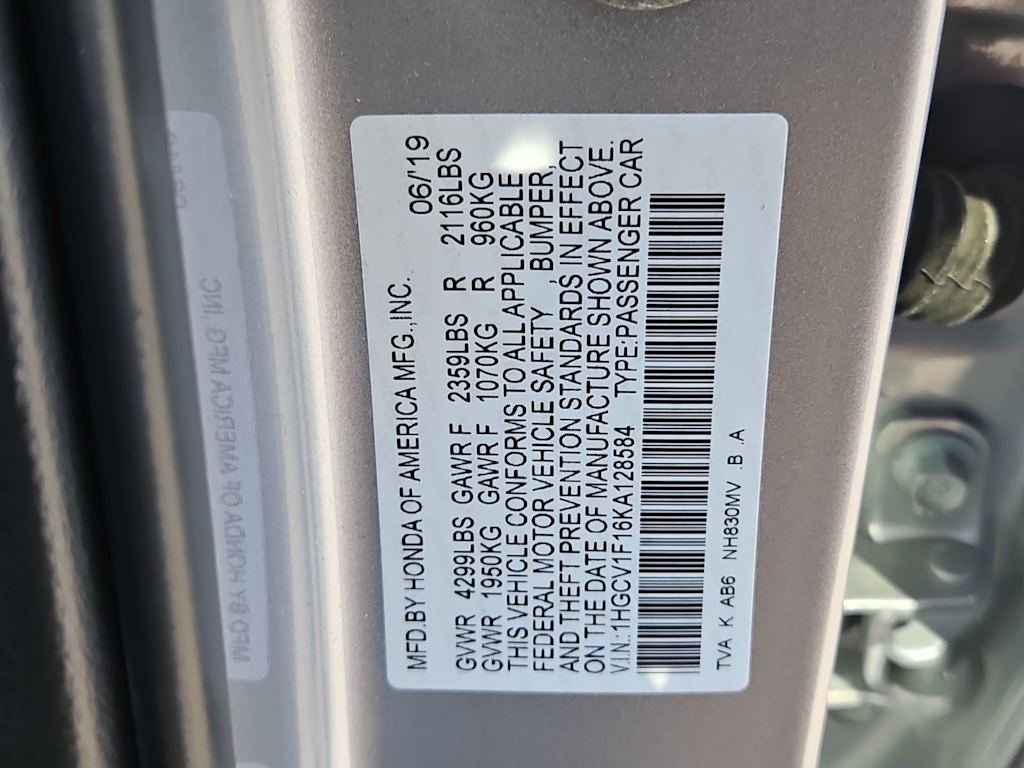 MFD.BY HONDA OF AMERICA MFG.,INC. 06/'19
GVWR 4299LBS GAWR F 2359LBS R 2116LBS
GVWR 1950KG GAWR F 1070KG R 960KG
THIS VEHICLE CONFORMS TO ALL APPLICABLE
FEDERAL MOTOR VEHICLE SAFETY , BUMPER,
AND THEFT PREVENTION STANDARDS IN EFFECT
ON THE DATE OF MANUFACTURE SHOWN ABOVE.
V.I.N.:1HGCV1F16KA128584 TYPE:PASSENGER CAR
TVA K AB6 NH830MV .B .A
MFD BY HONDA OF AMERICA MFG.,INC